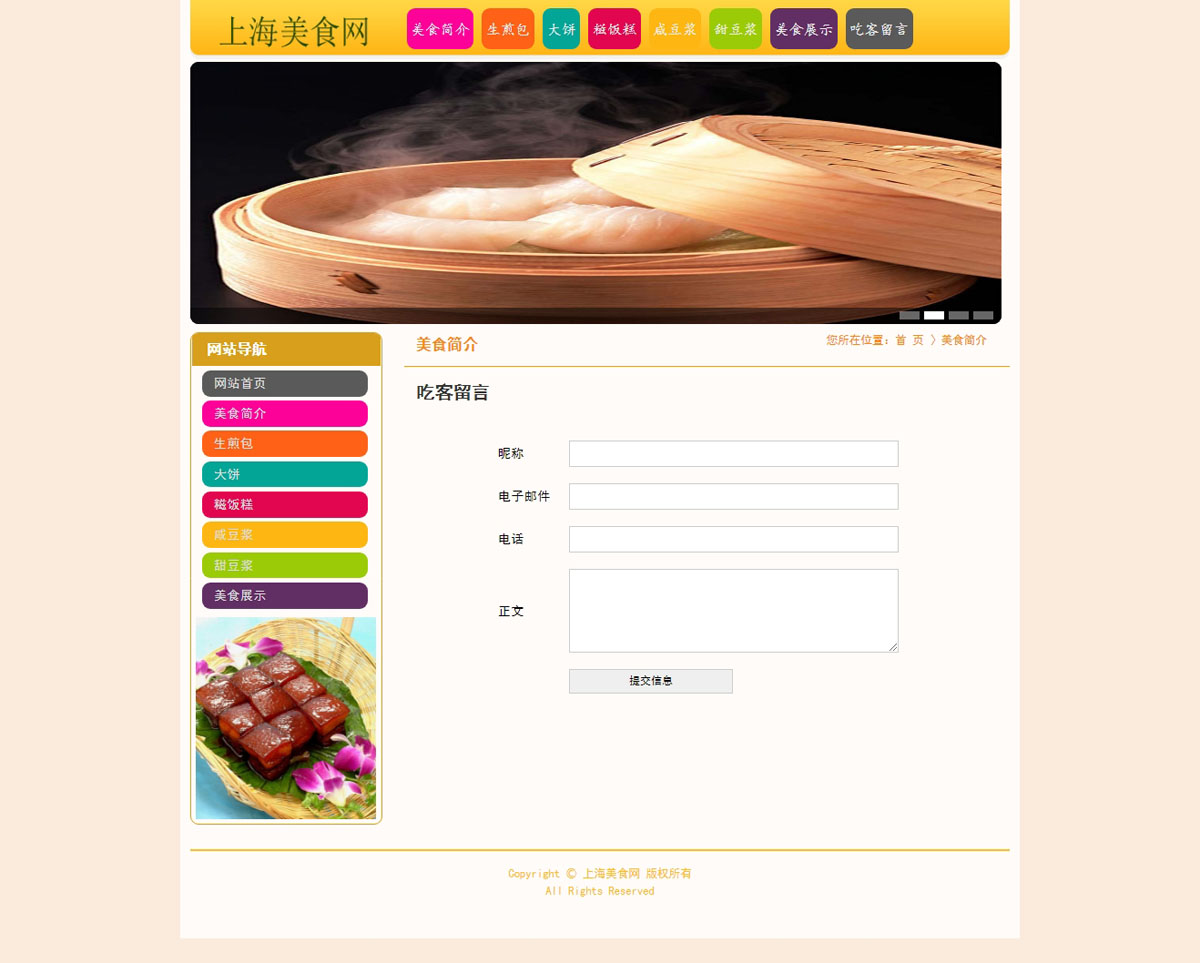 上海美食网
美食简介 生煎包 大饼 糍饭糕 咸豆浆 甜豆浆 美食展示 吃客留言
网站导航
网站首页
美食简介
生煎包
大饼
糍饭糕
咸豆浆
甜豆浆
美食展示
美食简介
您所在位置：首 页 〉美食简介
吃客留言
昵称
电子邮件
电话
正文
提交信息
Copyright © 上海美食网 版权所有
All Rights Reserved